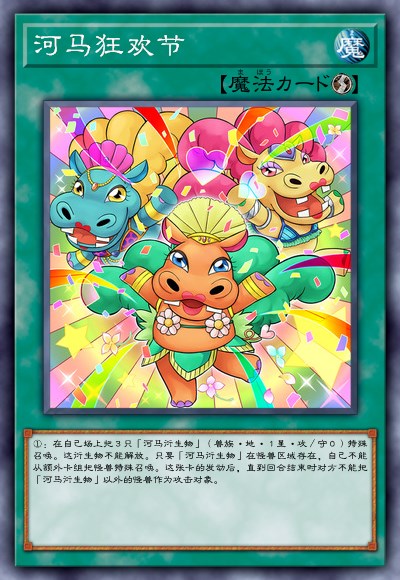 河马狂欢节
魔
【魔法カード】
まほう
①：在自己场上把３只「河马衍生物」（兽族・地・１星・攻／守０）特殊
召唤。这衍生物不能解放。只要「河马衍生物」在怪兽区域存在，自己不能
从额外卡组把怪兽特殊召唤。这张卡的发动后，直到回合结束时对方不能把
「河马衍生物」以外的怪兽作为攻击对象。